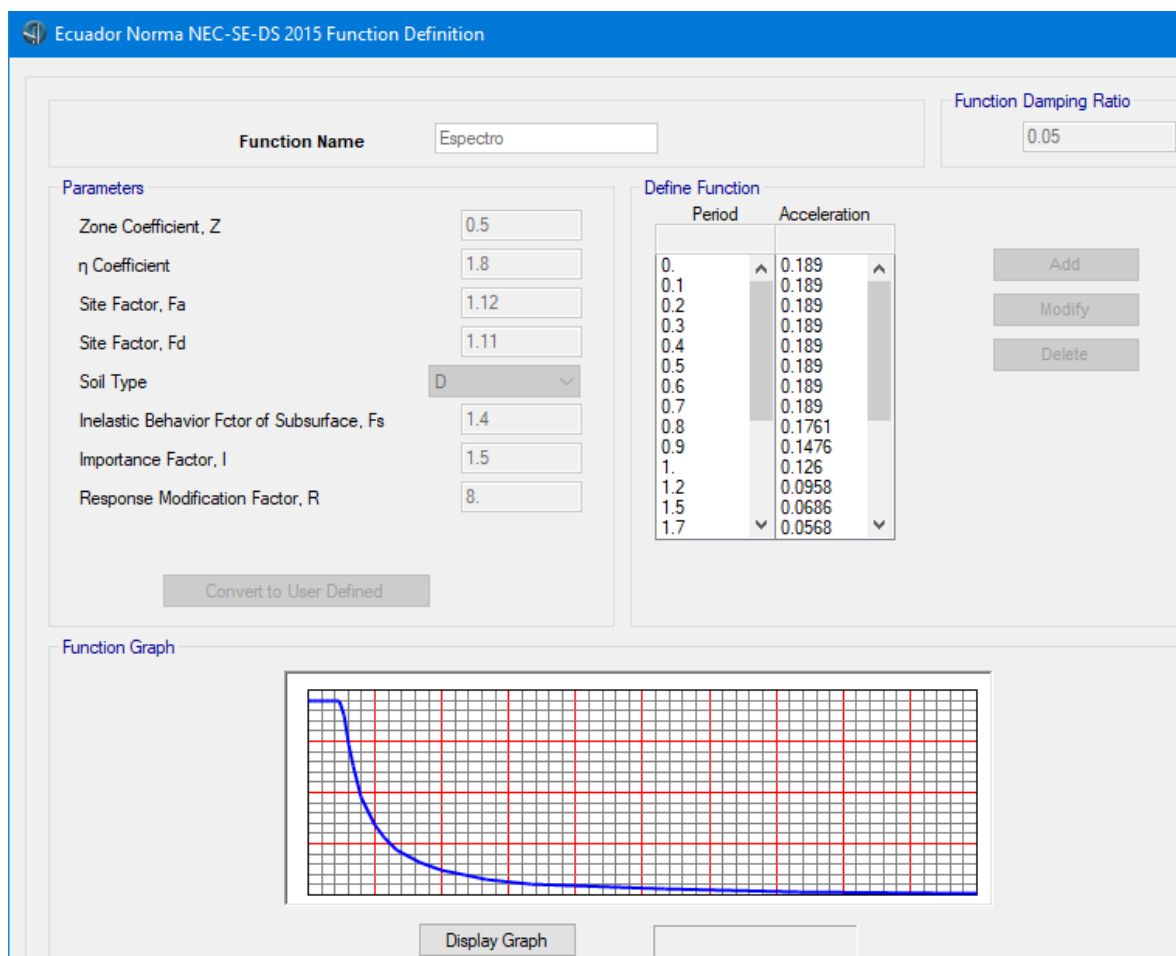 Ecuador Norma NEC-SE-DS 2015 Function Definition
Function Name
Espectro
Function Damping Ratio
0.05
Parameters
Zone Coefficient, Z 0.5
η Coefficient 1.8
Site Factor, Fa 1.12
Site Factor, Fd 1.11
Soil Type D
Inelastic Behavior Fctor of Subsurface, Fs 1.4
Importance Factor, I 1.5
Response Modification Factor, R 8.
Convert to User Defined
Define Function
Period Acceleration
0. 0.189
0.1 0.189
0.2 0.189
0.3 0.189
0.4 0.189
0.5 0.189
0.6 0.189
0.7 0.189
0.8 0.1761
0.9 0.1476
1. 0.126
1.2 0.0958
1.5 0.0686
1.7 0.0568
Add
Modify
Delete
Function Graph
Display Graph